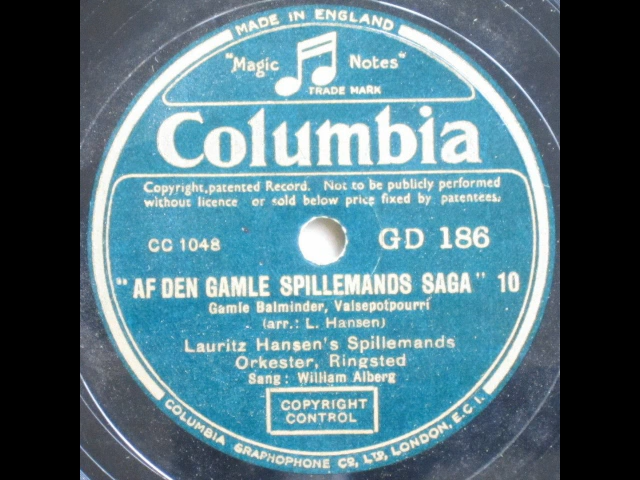 MADE IN ENGLAND
"Magic Notes"
TRADE MARK
Columbia
Copyright, patented Record. Not to be publicly performed
without licence or sold below price fixed by patentees.
CC 1048
GD 186
"AF DEN GAMLE SPILLEMANDS SAGA" 10
Gamle Balminder, Valsepotpourri
(arr.: L. Hansen)
Lauritz Hansen's Spillemands
Orkester, Ringsted
Sang: William Alberg
COPYRIGHT
CONTROL
COLUMBIA GRAPHOPHONE CO, LTD, LONDON, E.C.1.